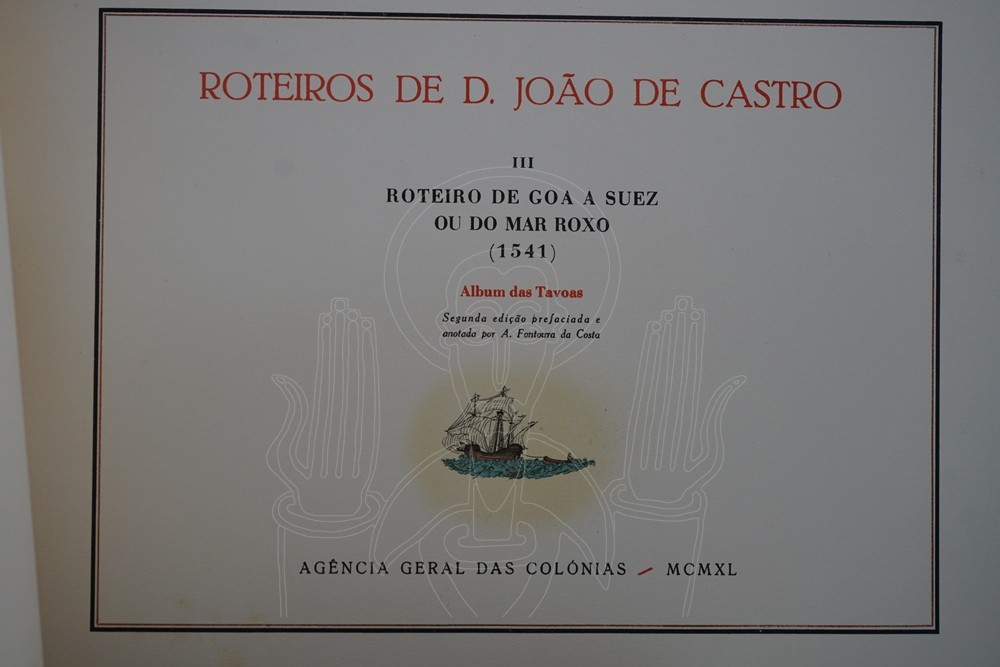 ROTEIROS DE D. JOÃO DE CASTRO
III
ROTEIRO DE GOA A SUEZ
OU DO MAR ROXO
(1541)
Album das Tavoas
Segunda edição prefaciada e
anotada por A. Fontoura da Costa
AGÊNCIA GERAL DAS COLÓNIAS / MCMXL